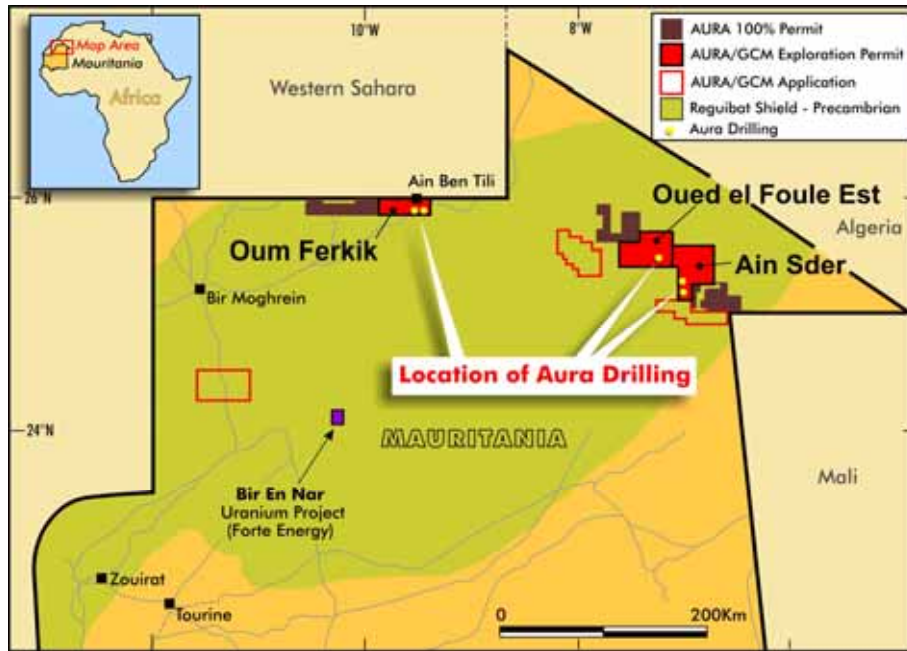 Map Area
Mauritania
Africa
10°W
8°W
AURA 100% Permit
AURA/GCM Exploration Permit
AURA/GCM Application
Reguibat Shield - Precambrian
Aura Drilling
Western Sahara
Ain Ben Tili
26°N
Oum Ferkik
Oued el Foule Est
Algeria
Ain Sder
Bir Moghrein
Location of Aura Drilling
24°N
MAURITANIA
Mali
Bir En Nar
Uranium Project
(Forte Energy)
Zouirat
Tourine
0 200Km